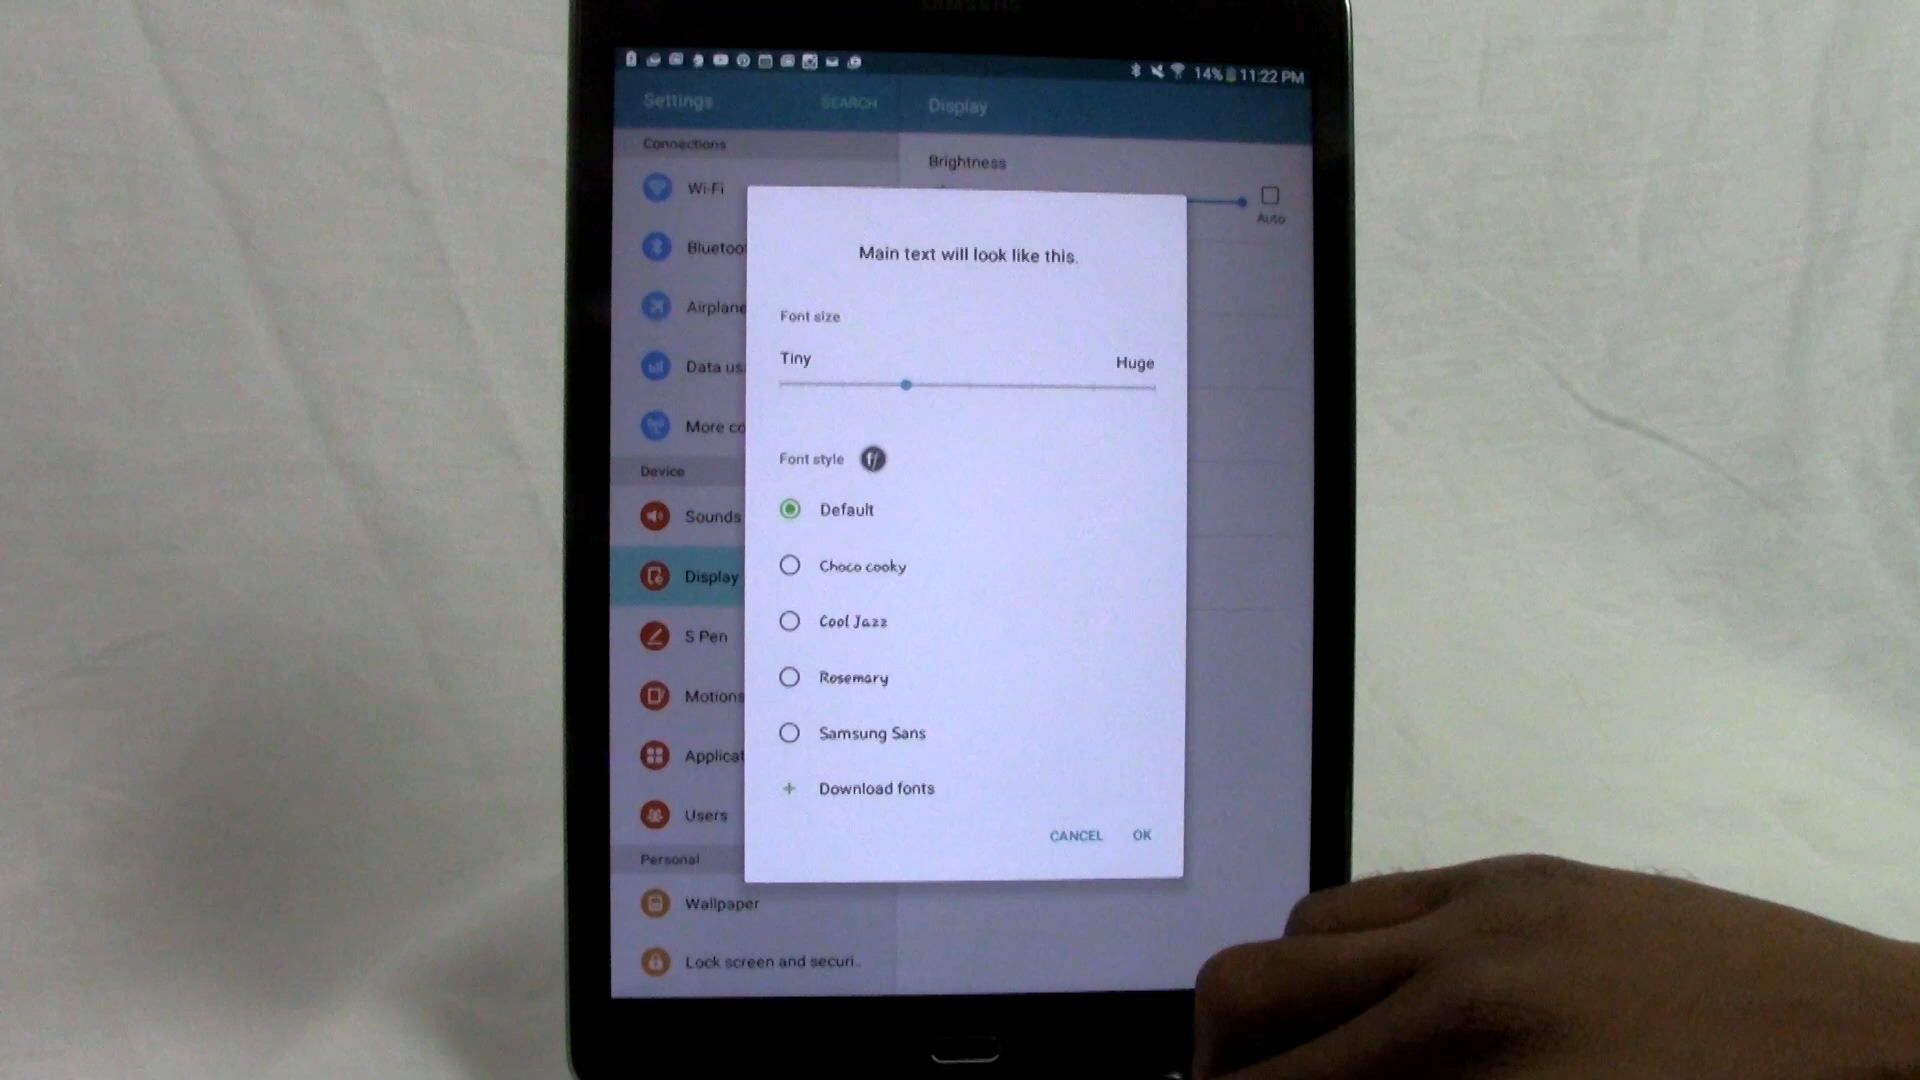 SAMSUNG
14% 11:22 PM
Settings
SEARCH
Display
Connections
Brightness
Wi-Fi
Auto
Bluetoo
Airplane
Data us
More co
Device
Sounds
Display
S Pen
Motions
Applicat
Users
Personal
Wallpaper
Lock screen and securi..
Main text will look like this.
Font size
Tiny
Huge
Font style
Default
Choco cooky
Cool Jazz
Rosemary
Samsung Sans
+ Download fonts
CANCEL
OK